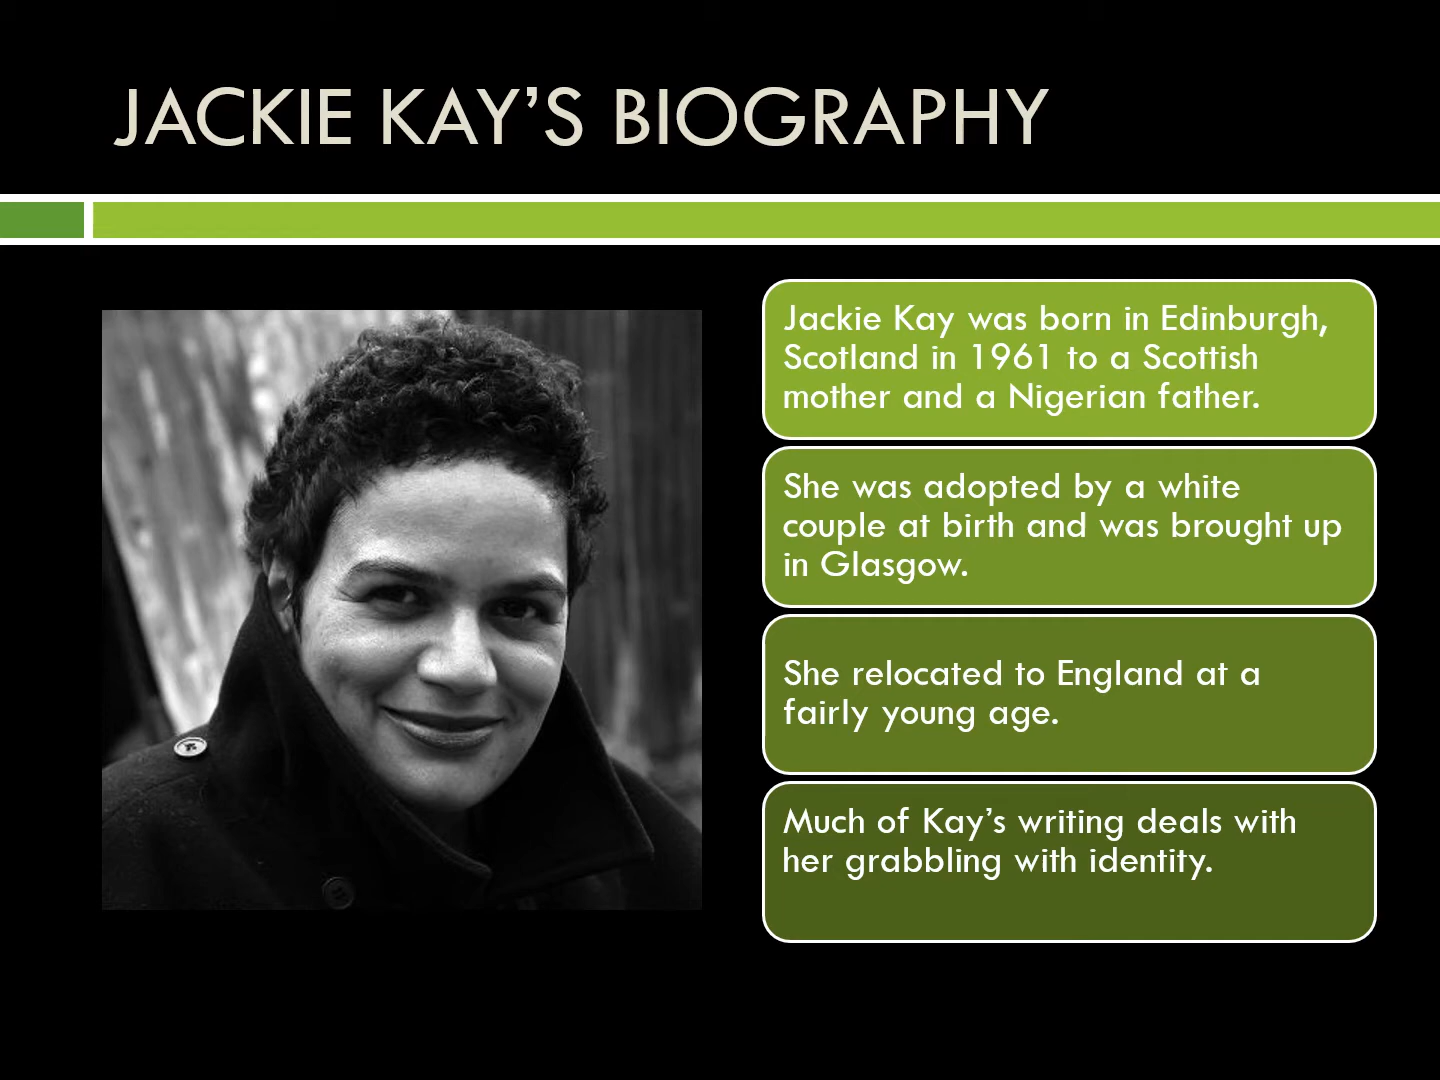 JACKIE KAY’S BIOGRAPHY
Jackie Kay was born in Edinburgh,
Scotland in 1961 to a Scottish
mother and a Nigerian father.
She was adopted by a white
couple at birth and was brought up
in Glasgow.
She relocated to England at a
fairly young age.
Much of Kay’s writing deals with
her grabbling with identity.